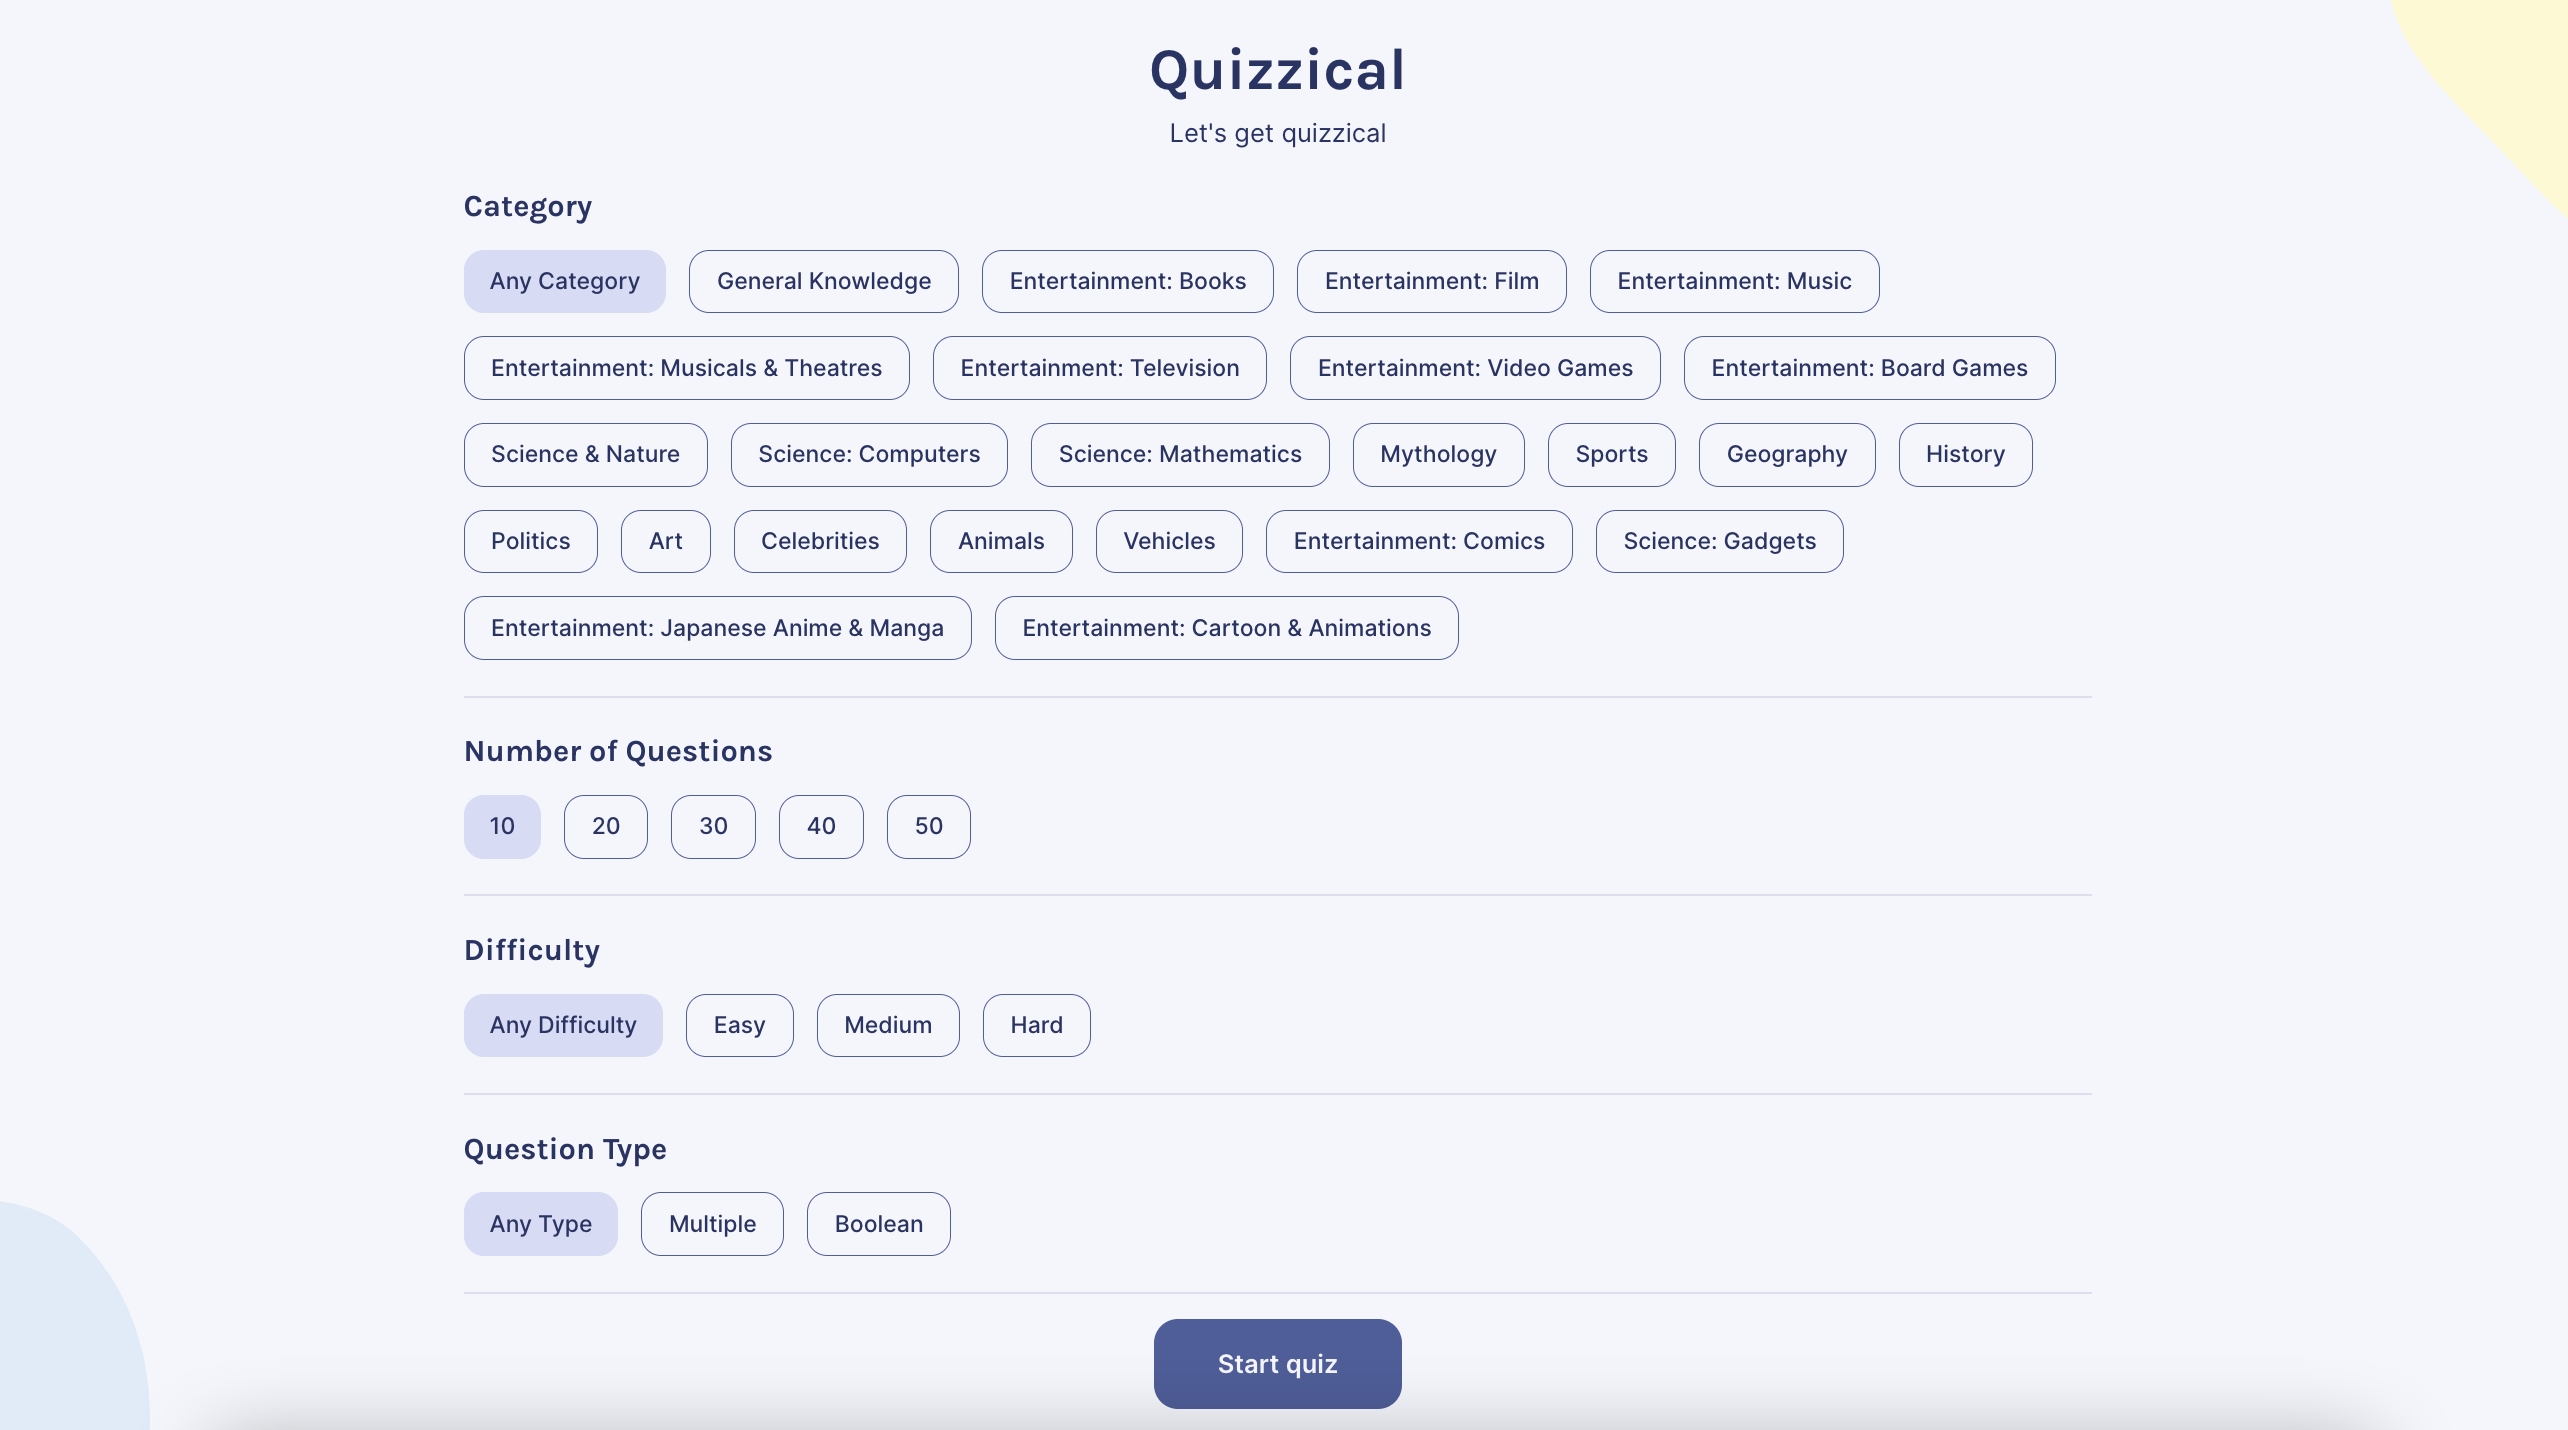 Quizzical
Let's get quizzical
Category
Any Category General Knowledge Entertainment: Books Entertainment: Film Entertainment: Music
Entertainment: Musicals & Theatres Entertainment: Television Entertainment: Video Games Entertainment: Board Games
Science & Nature Science: Computers Science: Mathematics Mythology Sports Geography History
Politics Art Celebrities Animals Vehicles Entertainment: Comics Science: Gadgets
Entertainment: Japanese Anime & Manga Entertainment: Cartoon & Animations
Number of Questions
10 20 30 40 50
Difficulty
Any Difficulty Easy Medium Hard
Question Type
Any Type Multiple Boolean
Start quiz